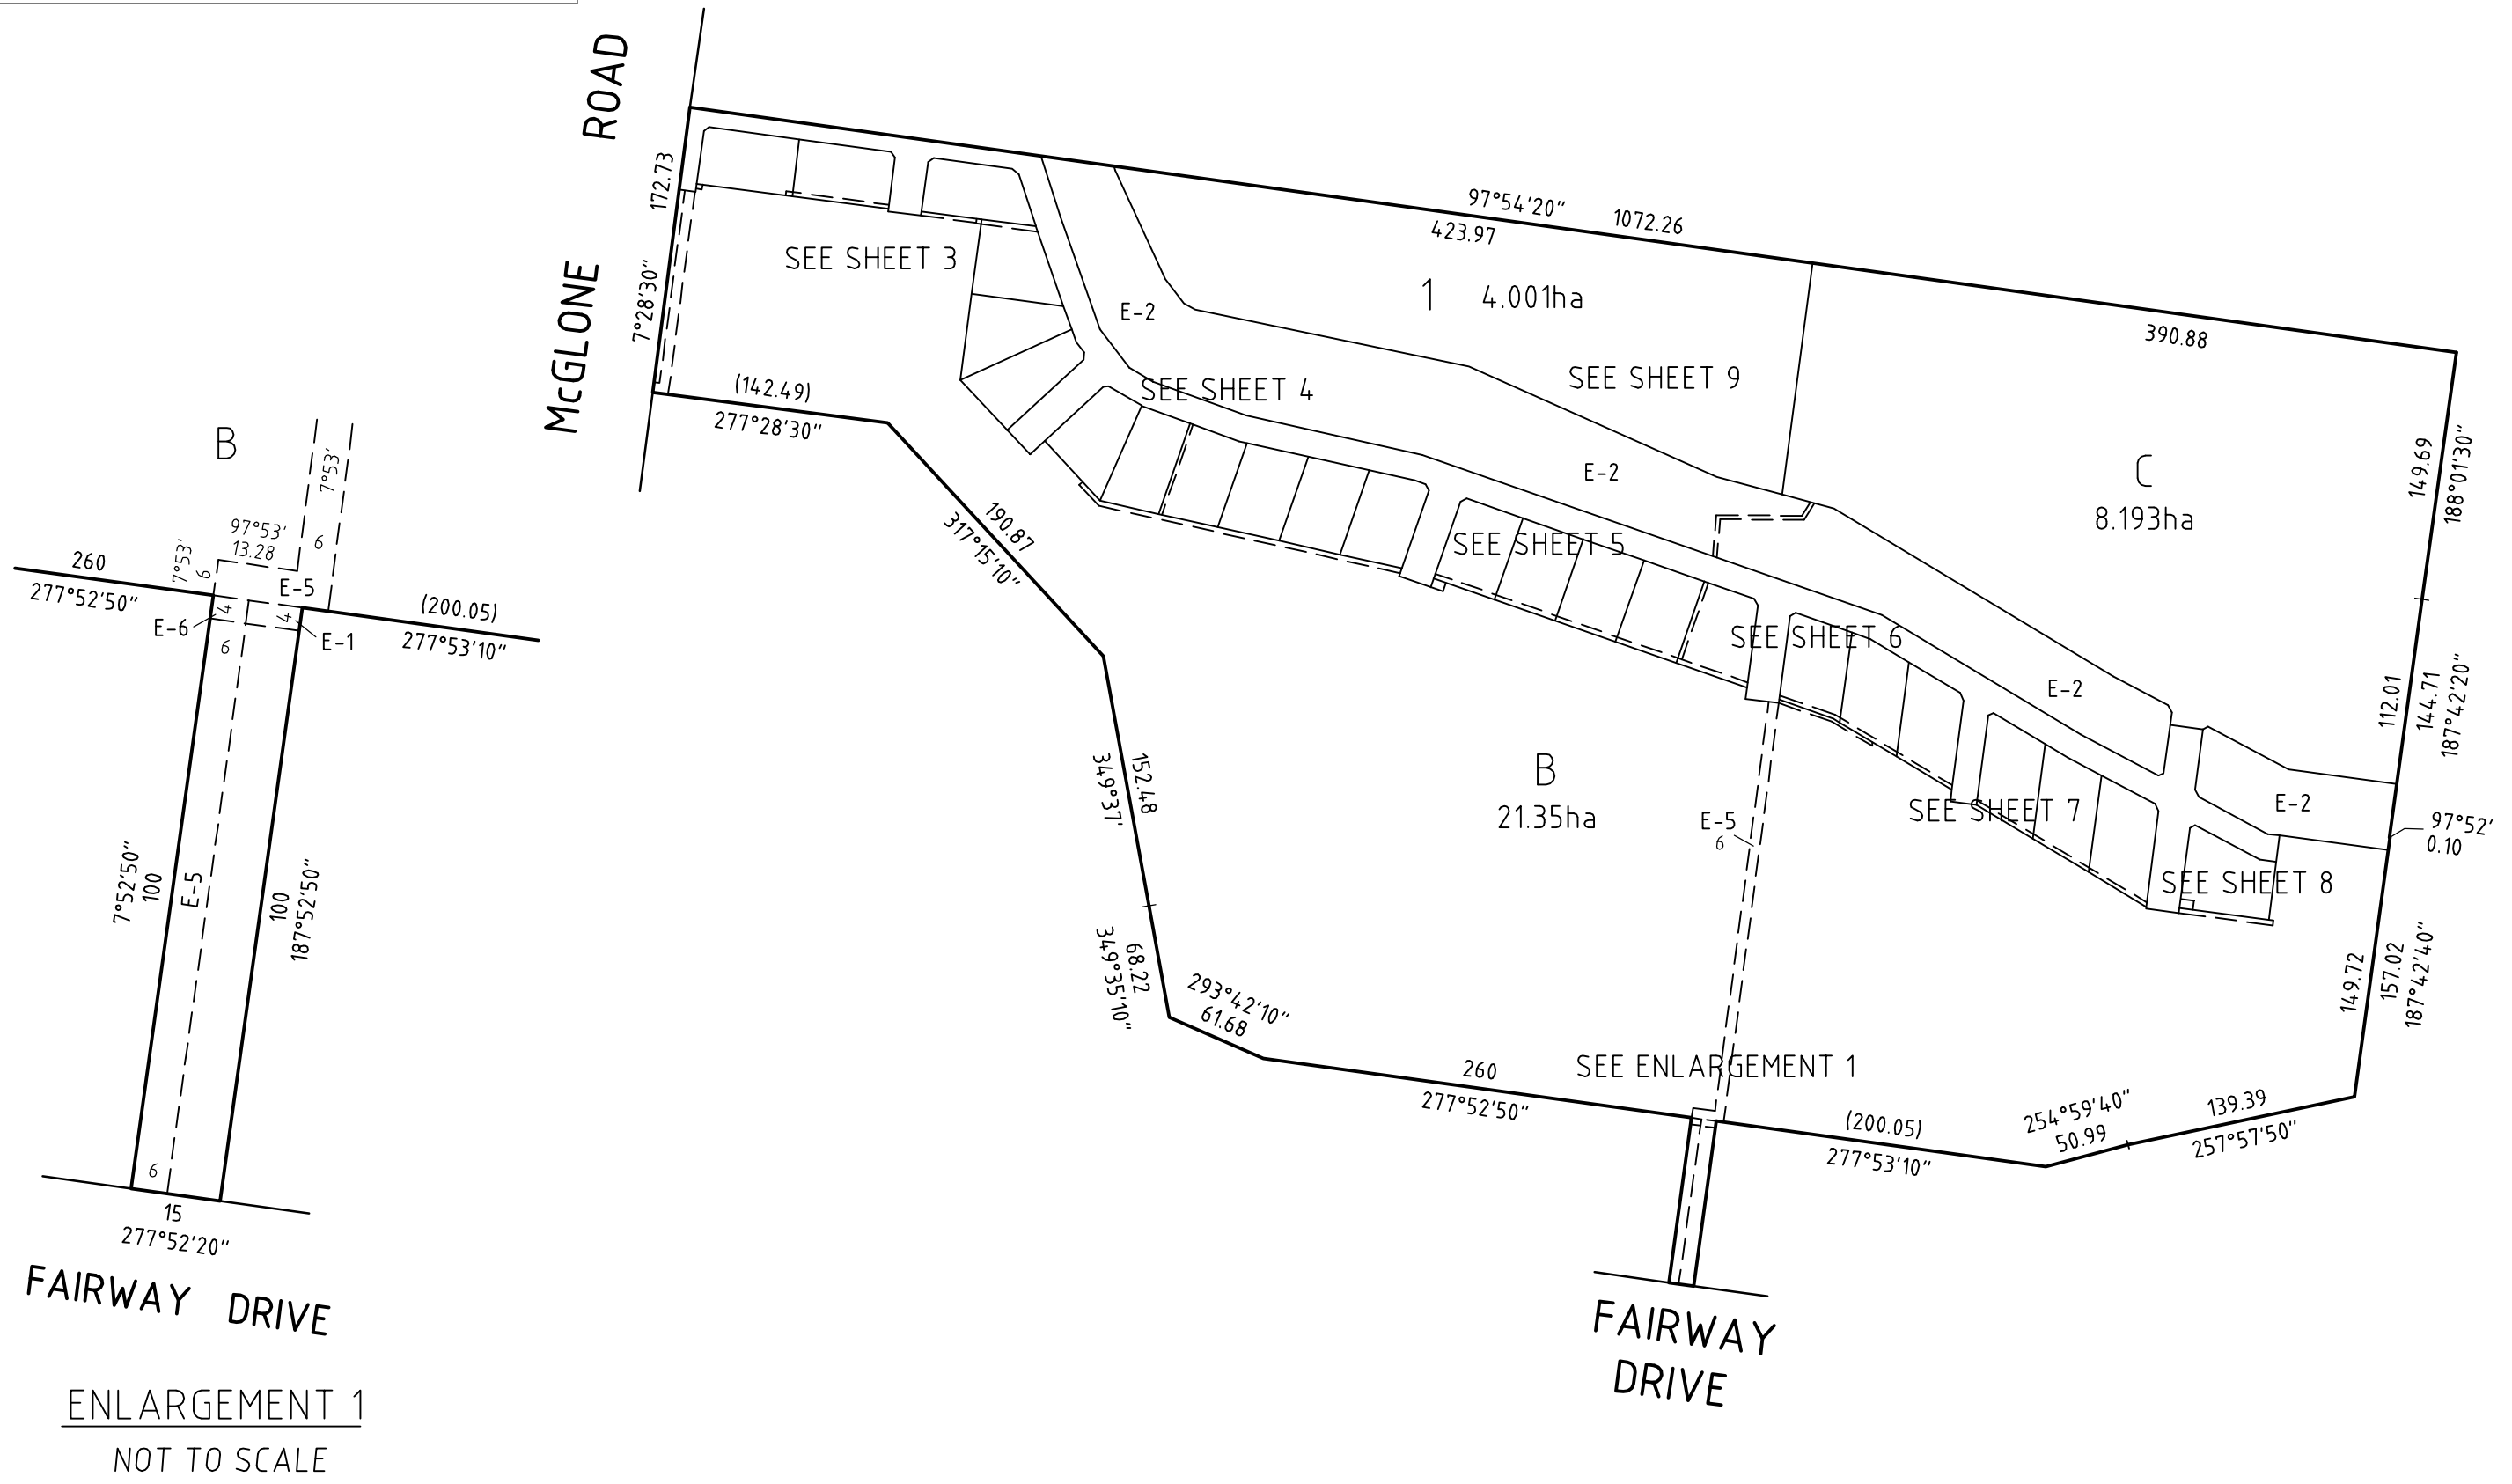 McGLONE ROAD
172.73
7°28'30"
97°54'20" 1072.26
423.97
390.88
SEE SHEET 3
1 4.001ha
E-2
SEE SHEET 9
SEE SHEET 4
(142.49)
277°28'30"
E-2
C
8.193ha
149.69
188°01'30"
190.87
317°15'10"
SEE SHEET 5
SEE SHEET 6
E-2
112.01
144.71
187°42'20"
152.48
349°37'
B
21.35ha
E-5
6
SEE SHEET 7
E-2
97°52'
0.10
SEE SHEET 8
68.22
349°35'10"
293°42'10"
61.68
149.72
157.02
187°42'40"
260
277°52'50"
SEE ENLARGEMENT 1
(200.05)
277°53'10"
254°59'40"
50.99
139.39
257°57'50"
FAIRWAY
DRIVE
B
7°53'
97°53'
13.28
6
7°53'
6
260
277°52'50"
E-5
(200.05)
277°53'10"
4
4
E-6
E-1
6
7°52'50"
100
E-5
100
187°52'50"
6
15
277°52'20"
FAIRWAY DRIVE
ENLARGEMENT 1
NOT TO SCALE